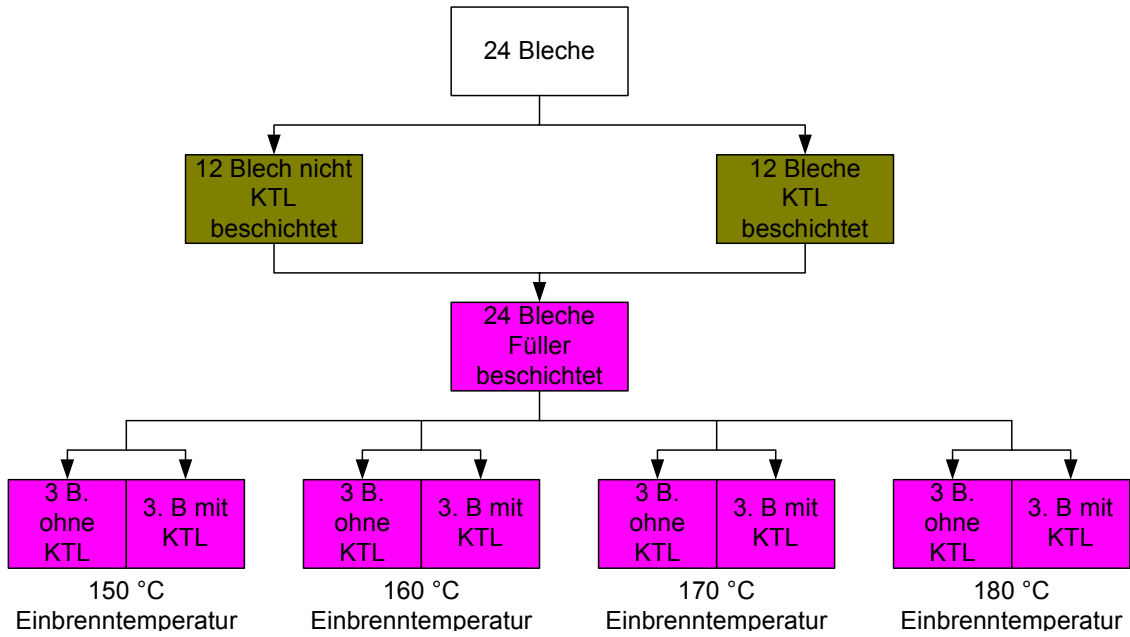 24 Bleche
12 Blech nicht
KTL
beschichtet
12 Bleche
KTL
beschichtet
24 Bleche
Füller
beschichtet
3 B.
ohne
KTL
3. B mit
KTL
3 B.
ohne
KTL
3. B mit
KTL
3 B.
ohne
KTL
3. B mit
KTL
3 B.
ohne
KTL
3. B mit
KTL
150 °C
Einbrenntemperatur
160 °C
Einbrenntemperatur
170 °C
Einbrenntemperatur
180 °C
Einbrenntemperatur